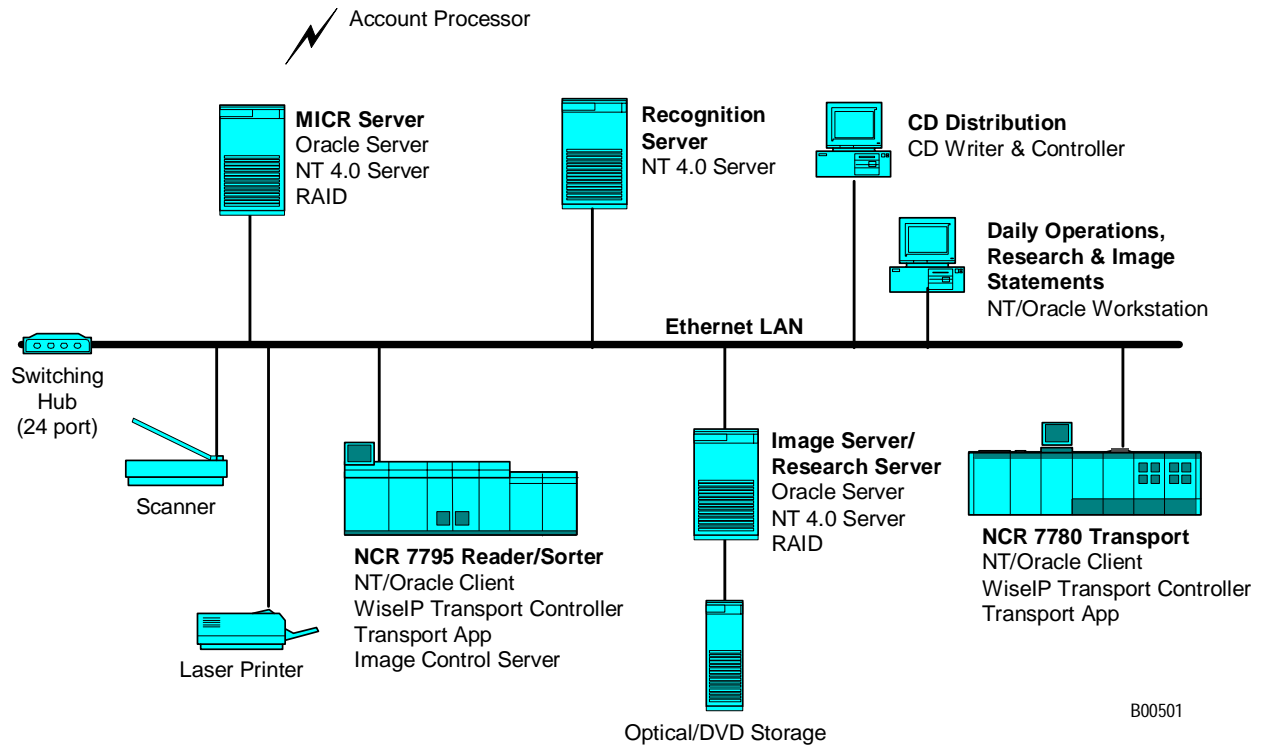 Account Processor
MICR Server
Oracle Server
NT 4.0 Server
RAID
Recognition
Server
NT 4.0 Server
CD Distribution
CD Writer & Controller
Daily Operations,
Research & Image
Statements
NT/Oracle Workstation
Ethernet LAN
Switching
Hub
(24 port)
Scanner
Laser Printer
NCR 7795 Reader/Sorter
NT/Oracle Client
WiseIP Transport Controller
Transport App
Image Control Server
Image Server/
Research Server
Oracle Server
NT 4.0 Server
RAID
Optical/DVD Storage
NCR 7780 Transport
NT/Oracle Client
WiseIP Transport Controller
Transport App
B00501